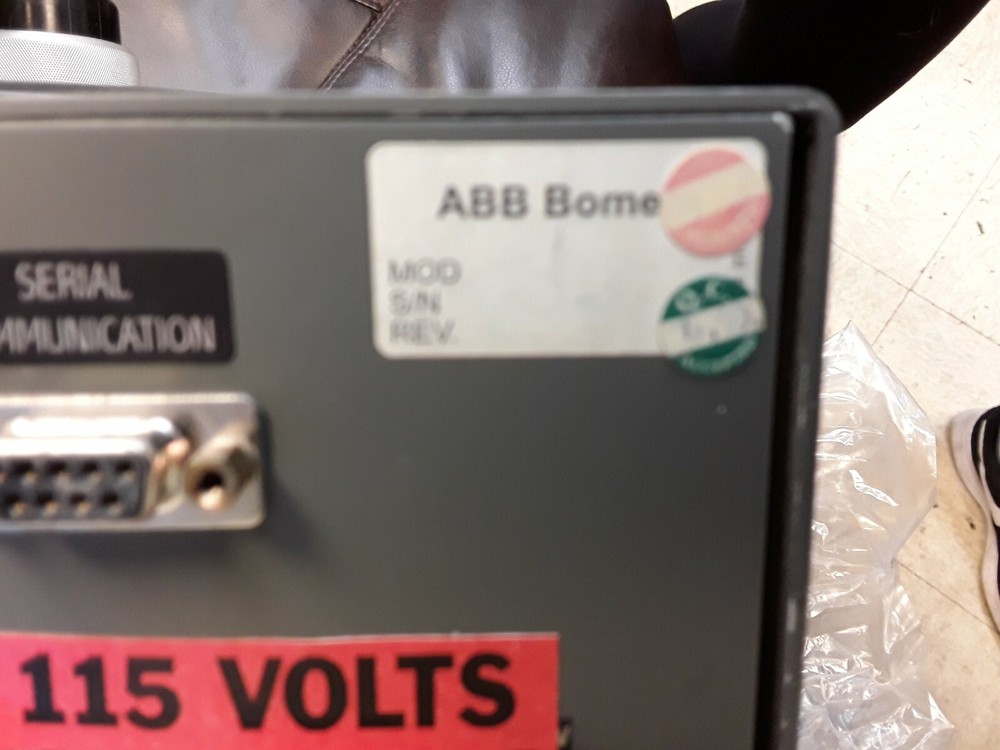 ABB Bome
MOD
S/N
REV.
SERIAL
MMUNICATION
Q.C.
115 VOLTS